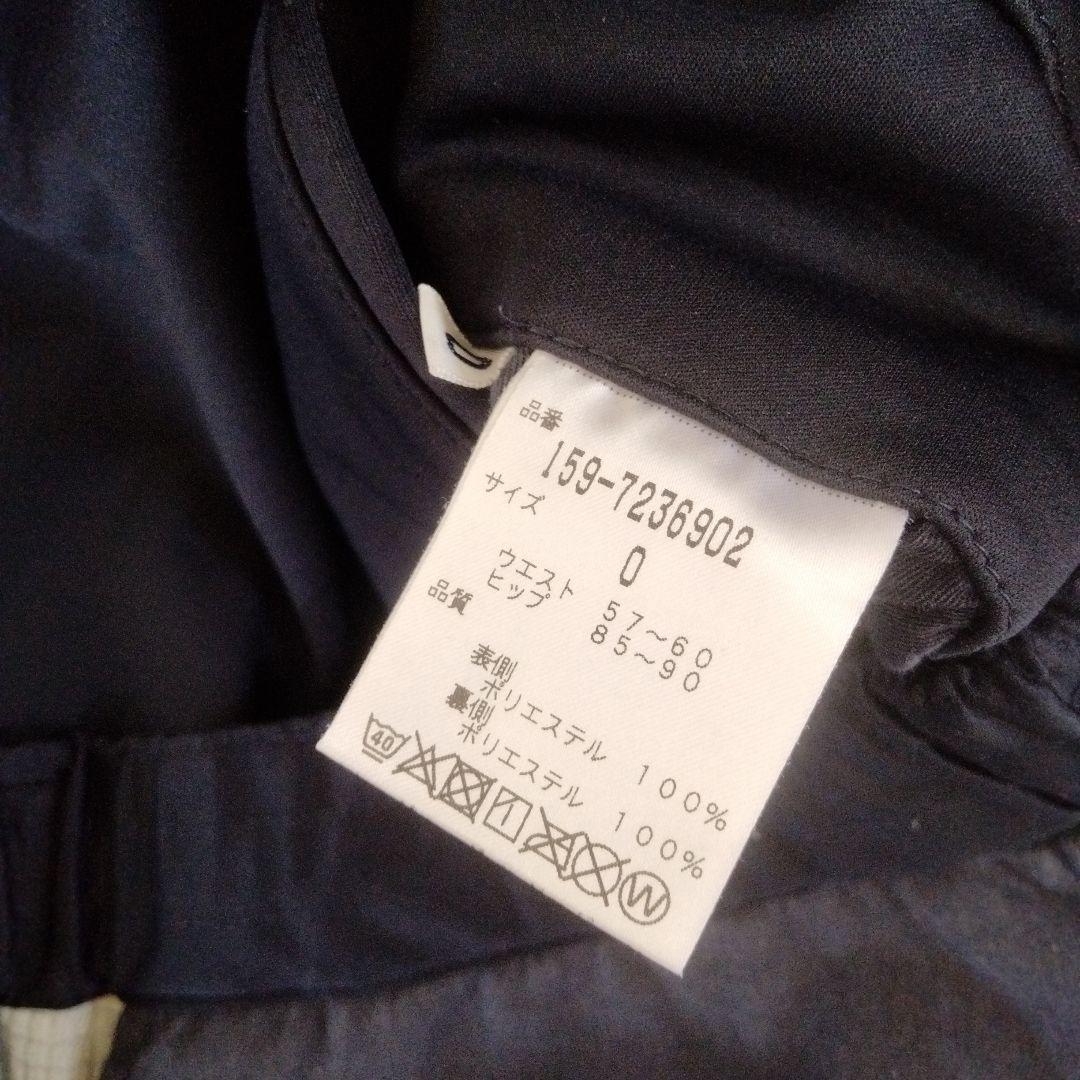 品番
159-7236902
サイズ
0
ウエスト 57~60
ヒップ 85~90
品質
表側
ポリエステル 100%
裏側
ポリエステル 100%
40
W